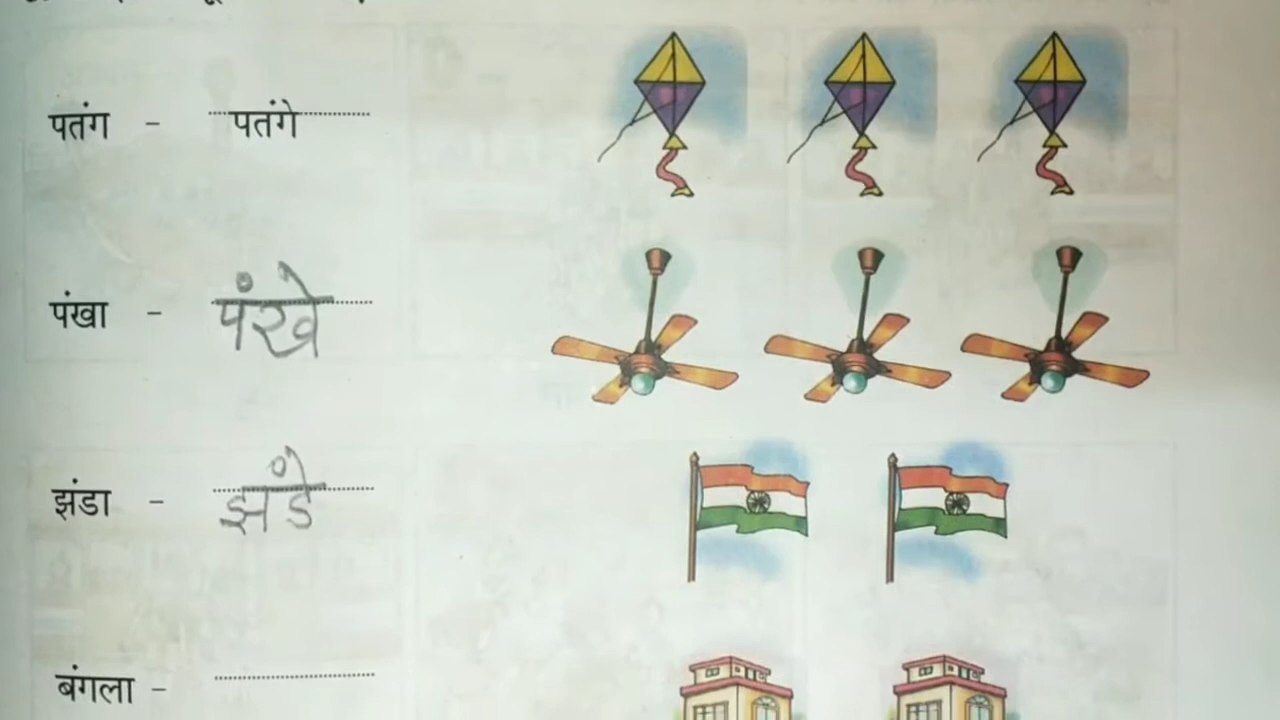 पतंग - पतंगे
पंखा - पंखे
झंडा - झंडे
बंगला -